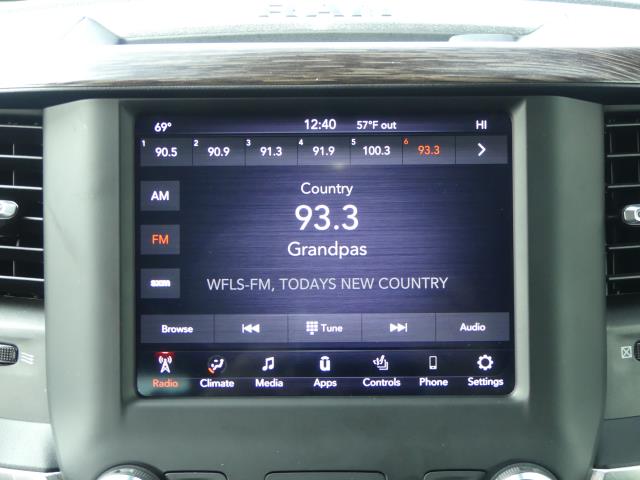 RAM
69° 12:40 57°F out HI
1 90.5 2 90.9 3 91.3 4 91.9 5 100.3 6 93.3
Country
AM
93.3
FM
Grandpas
sxm
WFLS-FM, TODAYS NEW COUNTRY
Browse Tune Audio
Radio Climate Media Apps Controls Phone Settings